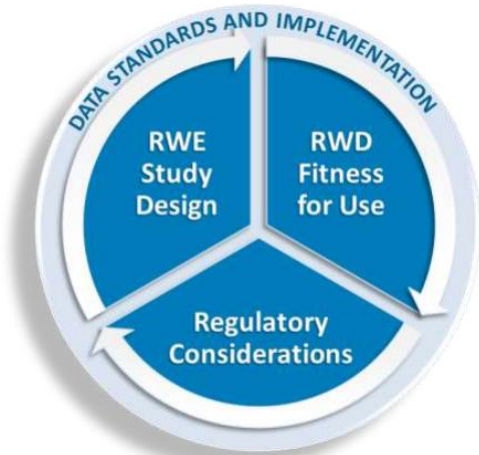 DATA STANDARDS AND IMPLEMENTATION
RWE
Study
Design
RWD
Fitness
for Use
Regulatory
Considerations